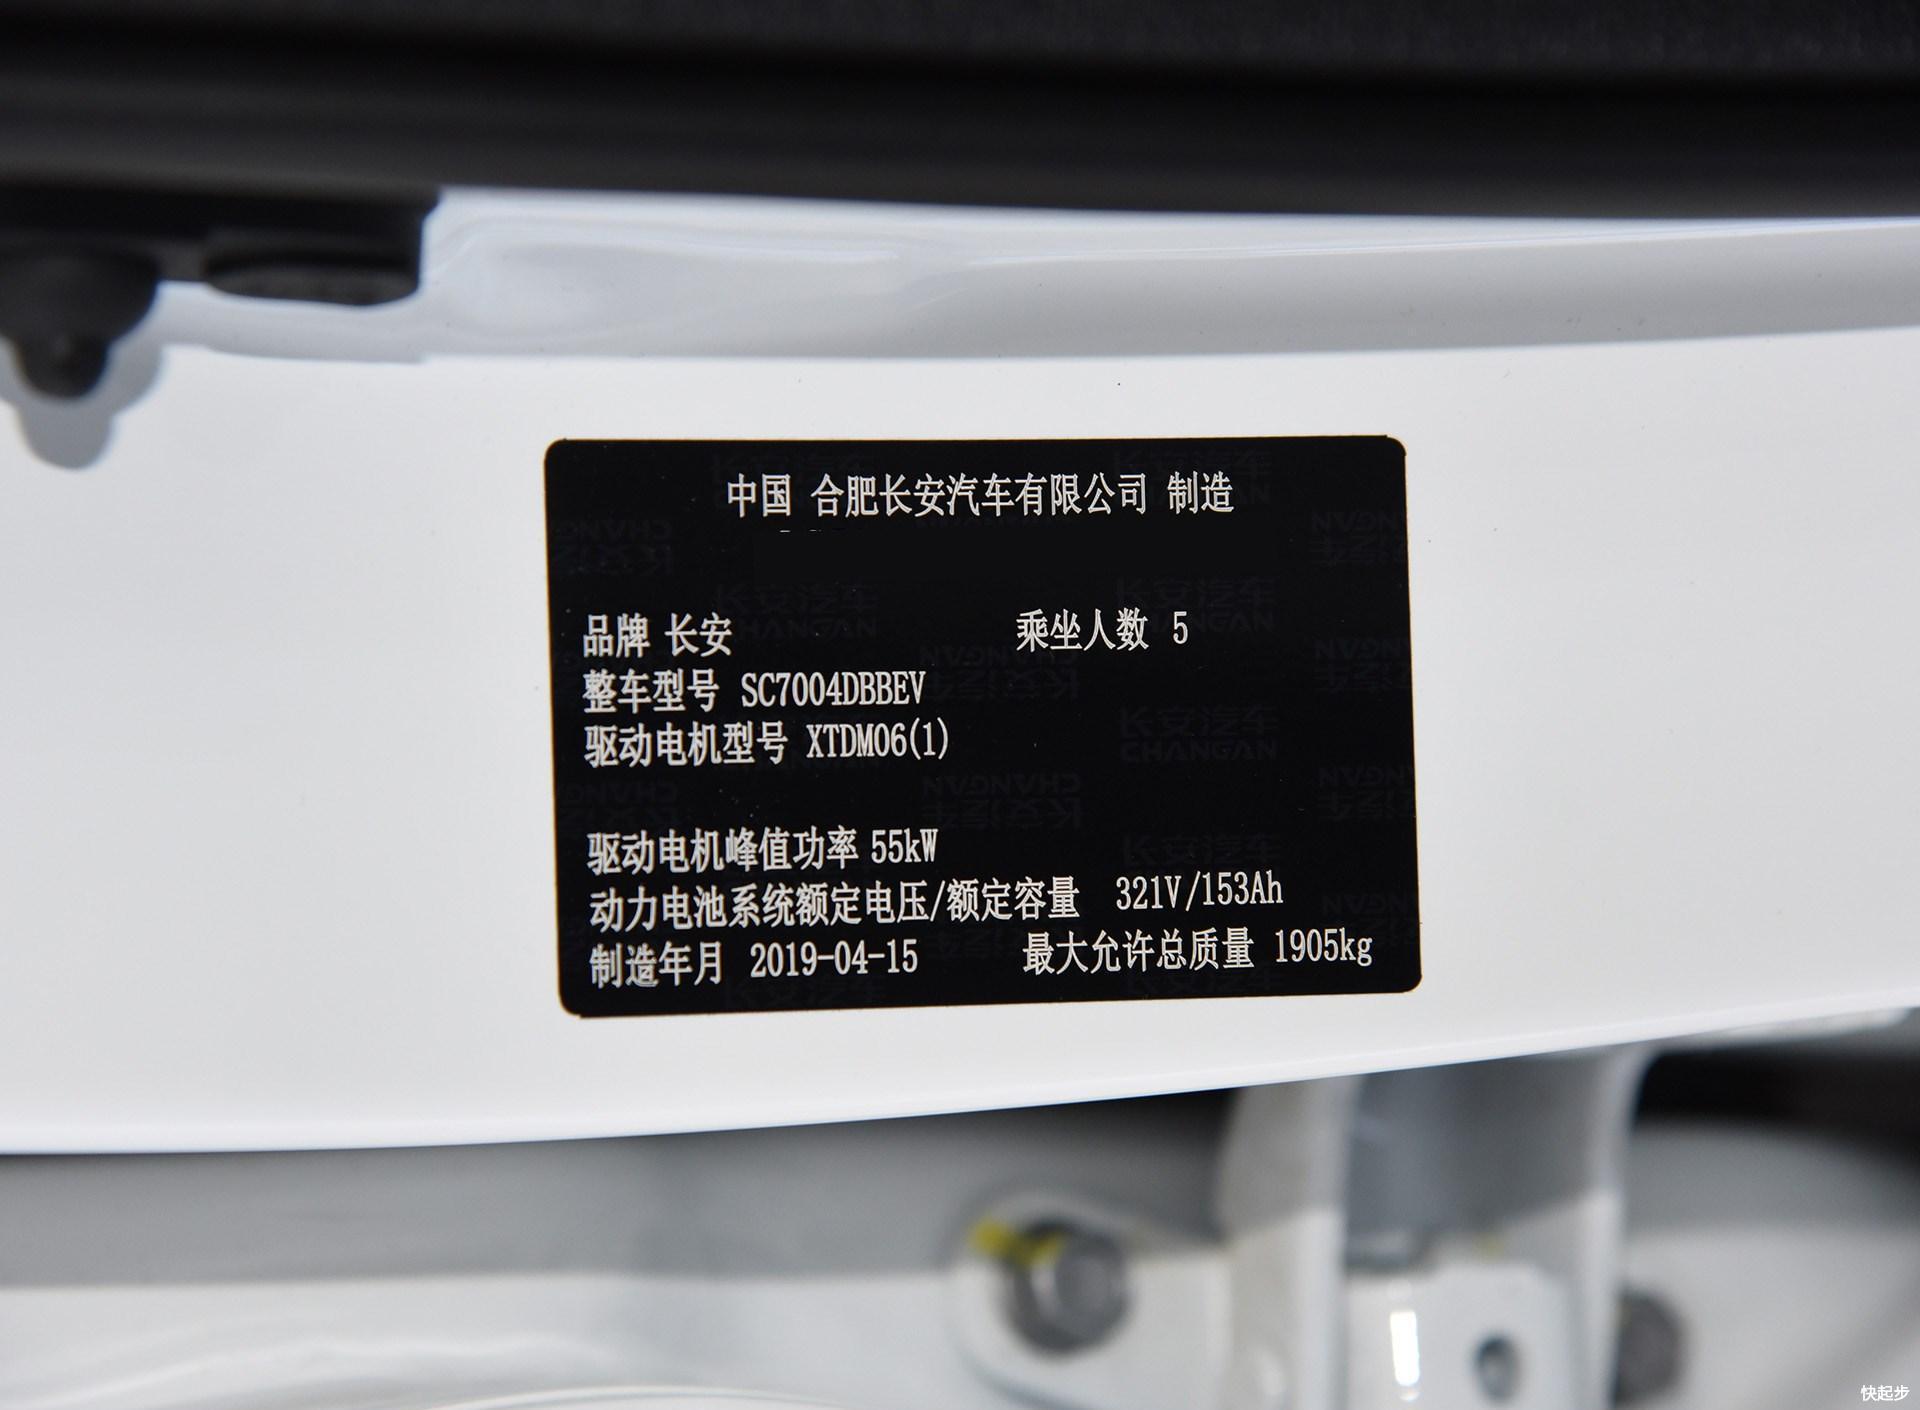 中国 合肥长安汽车有限公司 制造
品牌 长安 乘坐人数 5
整车型号 SC7004DBBEV
驱动电机型号 XTDM06(1)
驱动电机峰值功率 55kW
动力电池系统额定电压/额定容量 321V/153Ah
制造年月 2019-04-15 最大允许总质量 1905kg
快起步